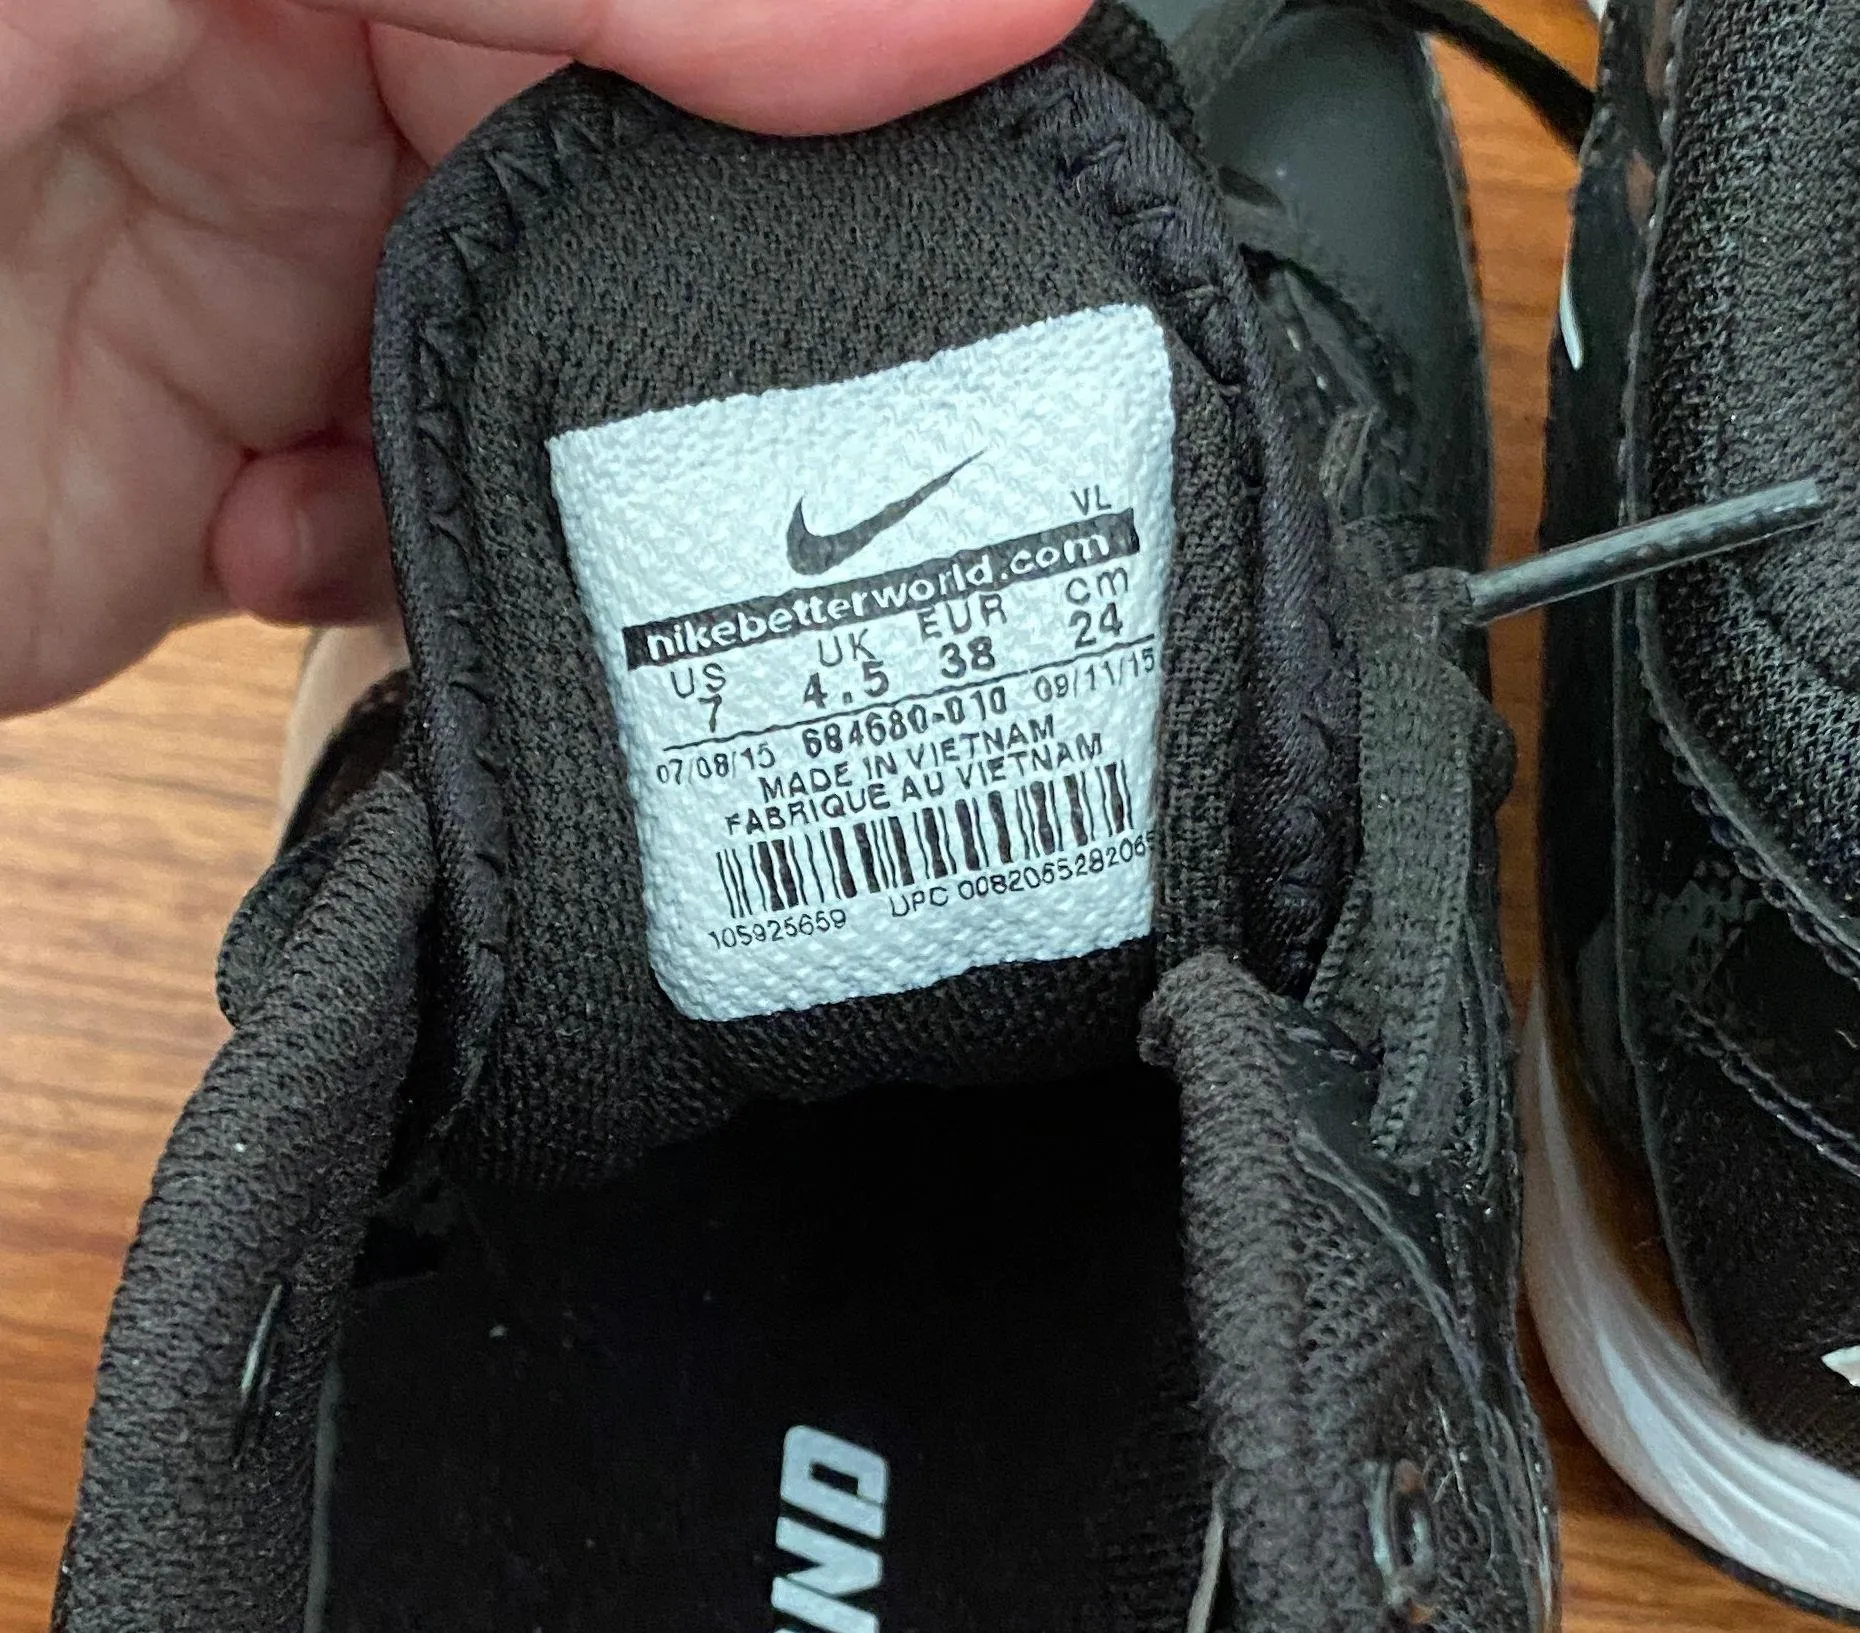 VL
nikebetterworld.com
US UK EUR cm
7 4.5 38 24
07/08/15 684680-010 09/11/15
MADE IN VIETNAM
FABRIQUE AU VIETNAM
105925659 UPC 0082065282065